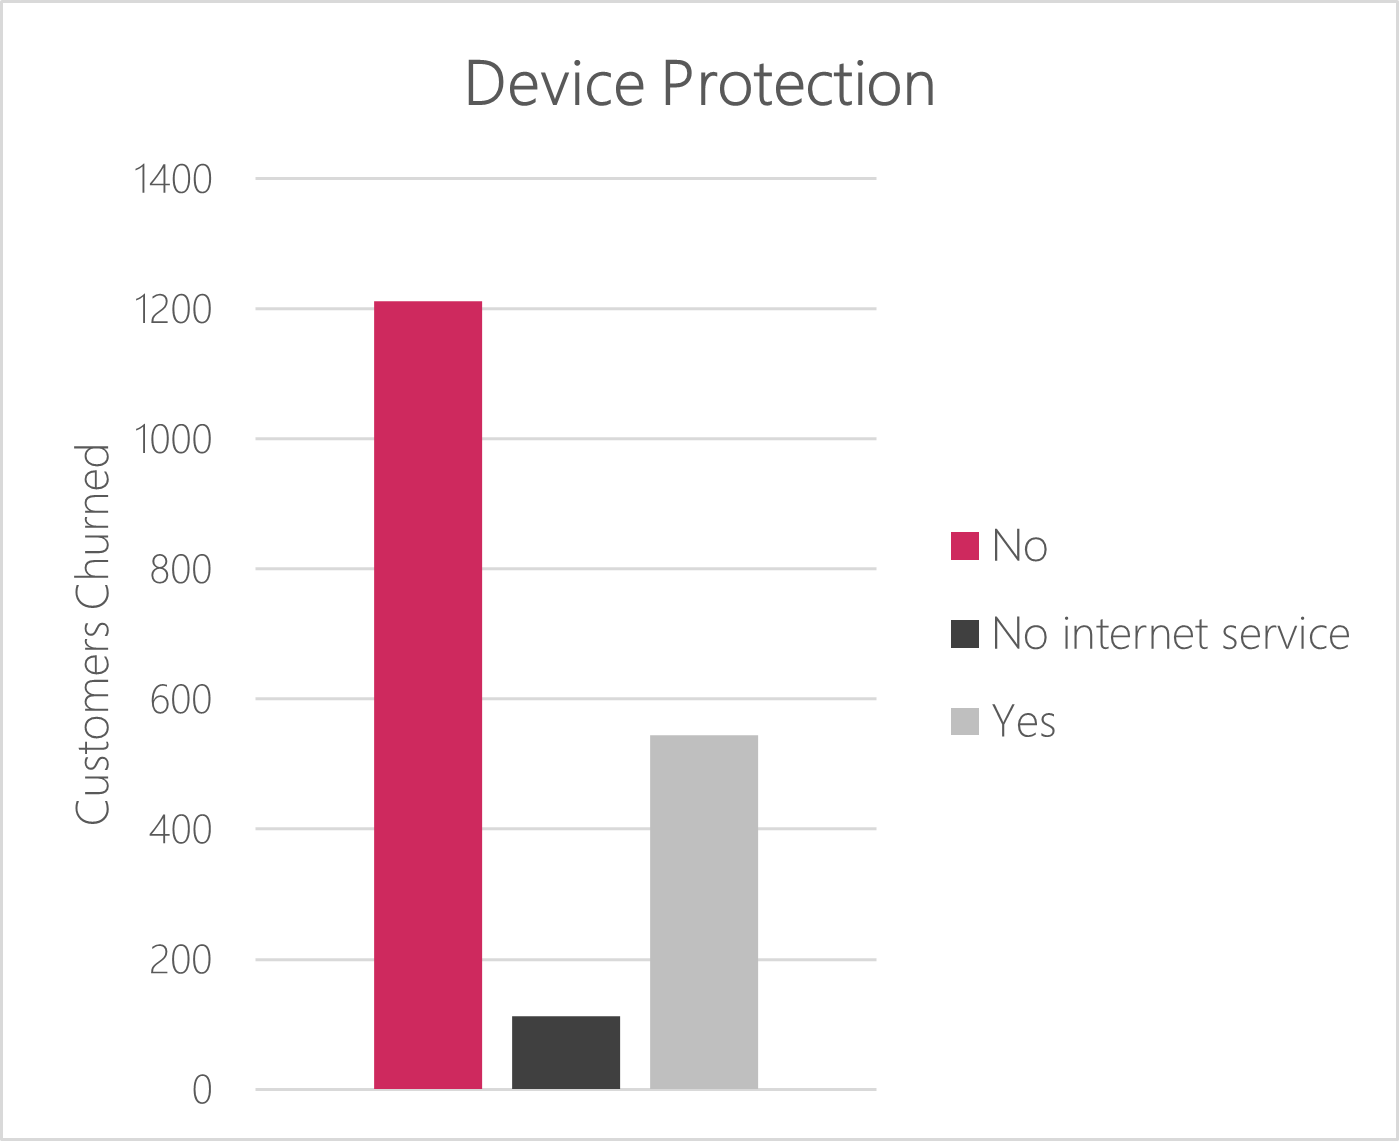 Device Protection
1400
1200
1000
800
600
400
200
0
Customers Churned
No
No internet service
Yes